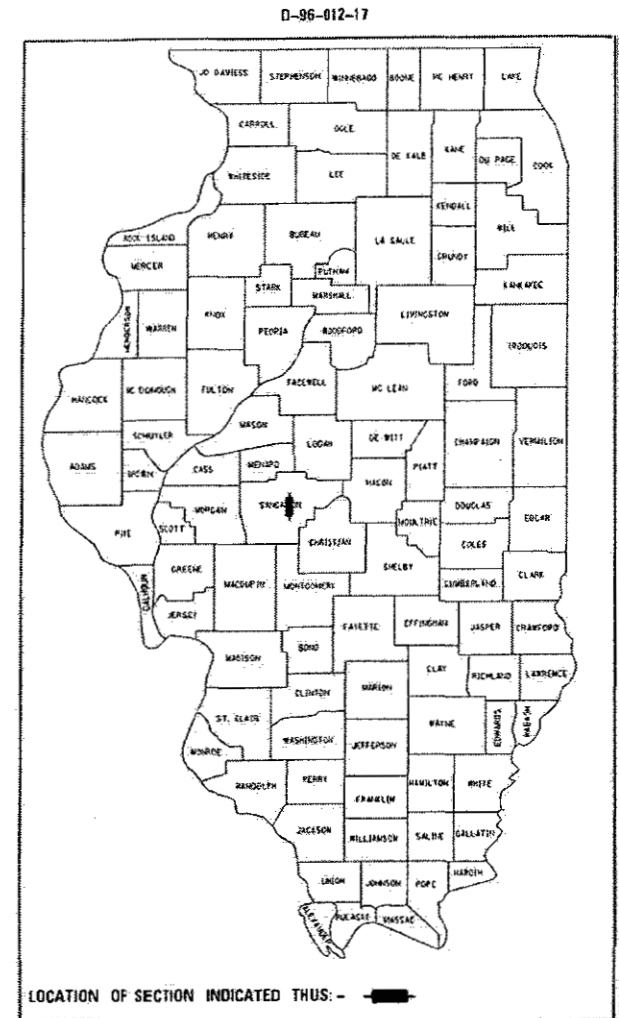 D-96-012-17
JO DAVIESS
STEPHENSON
WINNEBAGO
BOONE
MC HENRY
LAKE
CARROLL
OGLE
DE KALB
KANE
DU PAGE
COOK
WHITESIDE
LEE
KENDALL
WILL
ROCK ISLAND
HENRY
BUREAU
LA SALLE
GRUNDY
MERCER
PUTNAM
STARK
MARSHALL
KANKAKEE
HENDERSON
WARREN
KNOX
PEORIA
WOODFORD
LIVINGSTON
IROQUOIS
HANCOCK
MC DONOUGH
FULTON
TAZEWELL
MC LEAN
FORD
MASON
SCHUYLER
LOGAN
DE WITT
CHAMPAIGN
VERMILION
ADAMS
BROWN
CASS
MENARD
PIATT
MACON
PIKE
SCOTT
MORGAN
SANGAMON
CHRISTIAN
MOULTRIE
DOUGLAS
EDGAR
COLES
GREENE
MACOUPIN
MONTGOMERY
SHELBY
CUMBERLAND
CLARK
CALHOUN
JERSEY
FAYETTE
EFFINGHAM
JASPER
CRAWFORD
MADISON
BOND
CLAY
RICHLAND
LAWRENCE
CLINTON
MARION
ST. CLAIR
WAYNE
EDWARDS
WABASH
WASHINGTON
JEFFERSON
MONROE
RANDOLPH
PERRY
HAMILTON
WHITE
FRANKLIN
JACKSON
WILLIAMSON
SALINE
GALLATIN
UNION
JOHNSON
POPE
HARDIN
ALEXANDER
PULASKI
MASSAC
LOCATION OF SECTION INDICATED THUS: -